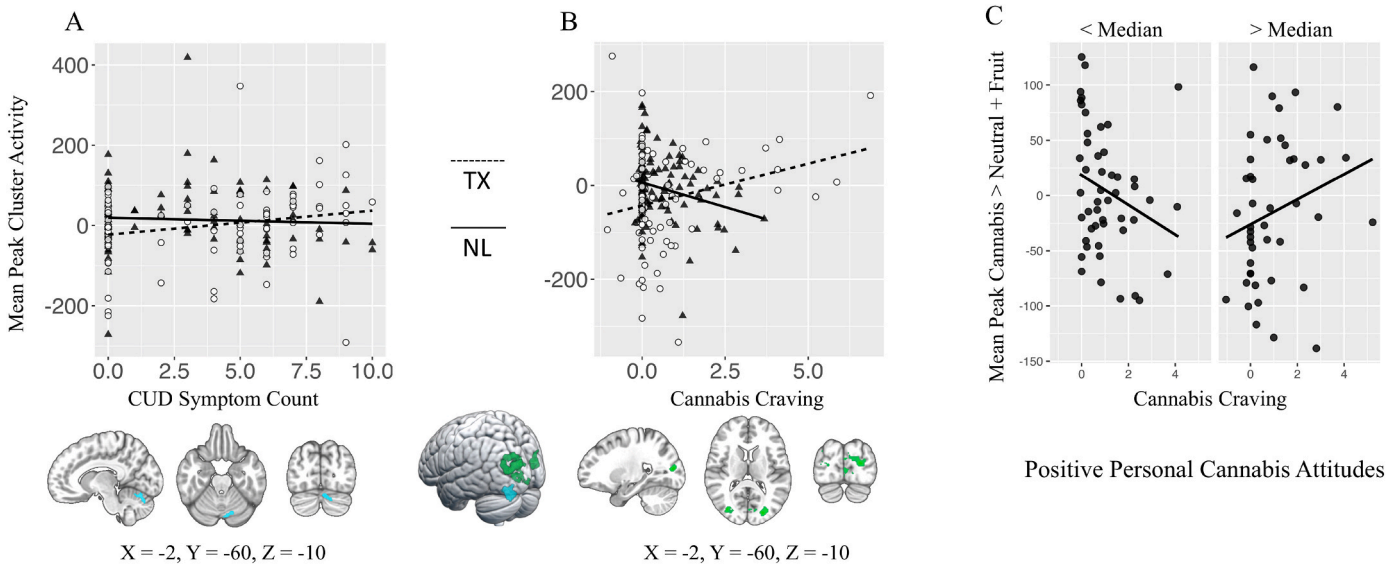 A
Mean Peak Cluster Activity
400
200
0
-200
0.0 2.5 5.0 7.5 10.0
CUD Symptom Count
X = -2, Y = -60, Z = -10
TX
NL
B
200
0
-200
0.0 2.5 5.0
Cannabis Craving
X = -2, Y = -60, Z = -10
C
< Median > Median
Mean Peak Cannabis > Neutral + Fruit
100
50
0
-50
-100
-150
0 2 4 0 2 4
Cannabis Craving
Positive Personal Cannabis Attitudes